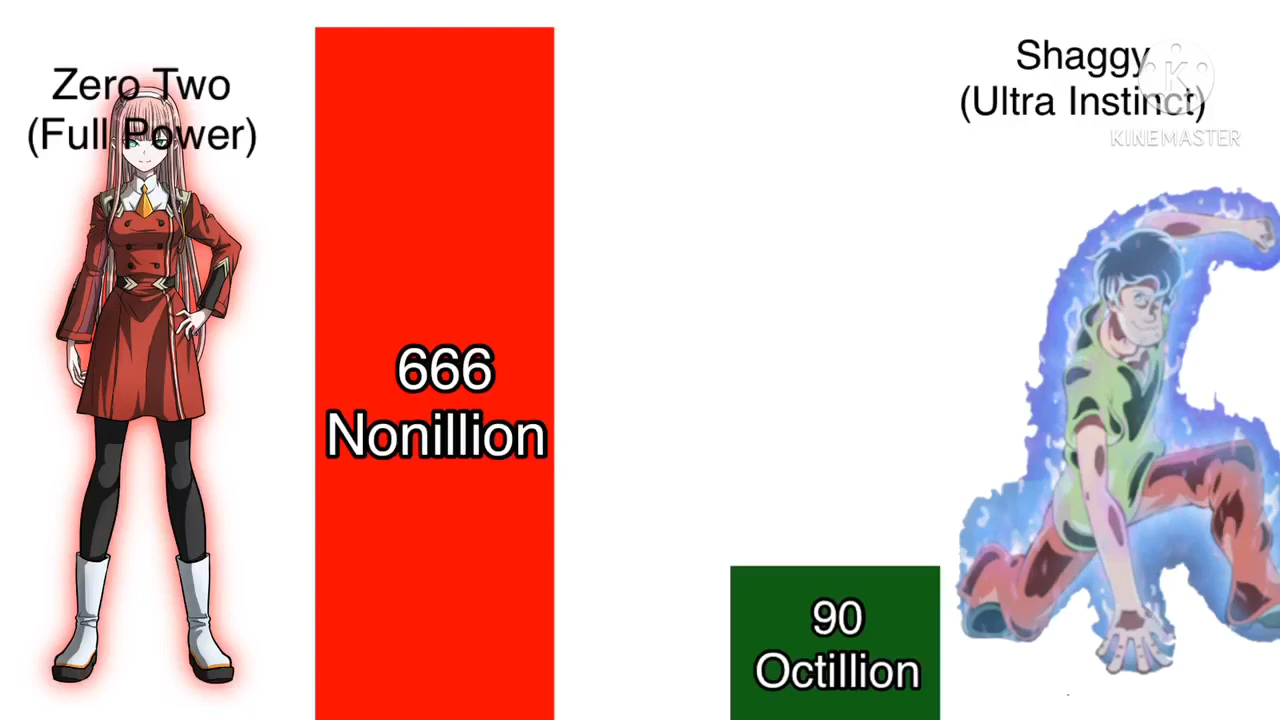 Zero Two
(Full Power)
666
Nonillion
90
Octillion
Shaggy
(Ultra Instinct)
K
KINEMASTER